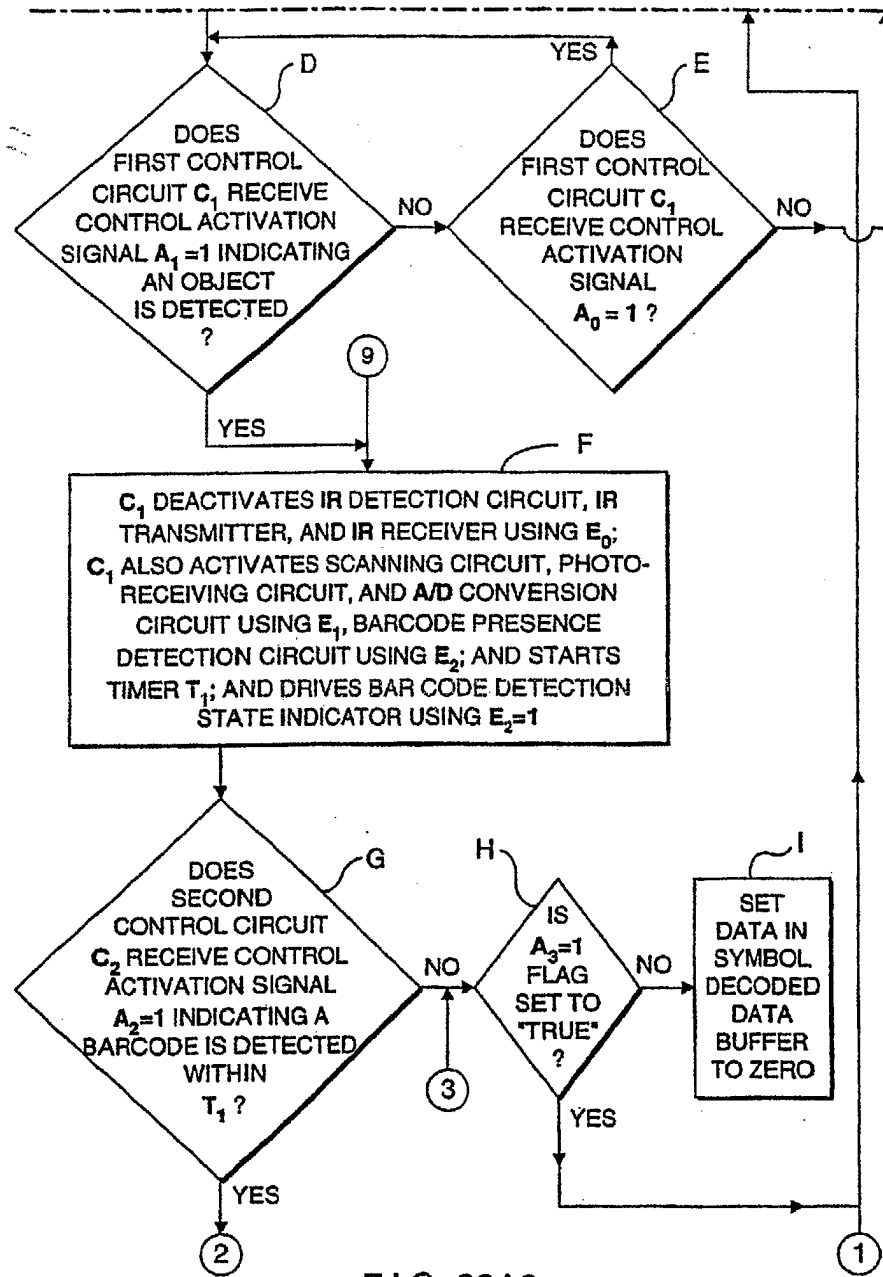 YES
D
E
DOES
FIRST CONTROL
CIRCUIT C₁ RECEIVE
CONTROL ACTIVATION
SIGNAL A₁ =1 INDICATING
AN OBJECT
IS DETECTED
?
NO
DOES
FIRST CONTROL
CIRCUIT C₁
RECEIVE CONTROL
ACTIVATION
SIGNAL
A₀ = 1 ?
NO
9
YES
F
C₁ DEACTIVATES IR DETECTION CIRCUIT, IR
TRANSMITTER, AND IR RECEIVER USING E₀;
C₁ ALSO ACTIVATES SCANNING CIRCUIT, PHOTO-
RECEIVING CIRCUIT, AND A/D CONVERSION
CIRCUIT USING E₁, BARCODE PRESENCE
DETECTION CIRCUIT USING E₂; AND STARTS
TIMER T₁; AND DRIVES BAR CODE DETECTION
STATE INDICATOR USING E₂=1
G
DOES
SECOND
CONTROL CIRCUIT
C₂ RECEIVE CONTROL
ACTIVATION SIGNAL
A₂=1 INDICATING A
BARCODE IS DETECTED
WITHIN
T₁ ?
NO
3
H
IS
A₃=1
FLAG
SET TO
"TRUE"
?
NO
I
SET
DATA IN
SYMBOL
DECODED
DATA
BUFFER
TO ZERO
YES
YES
2
1